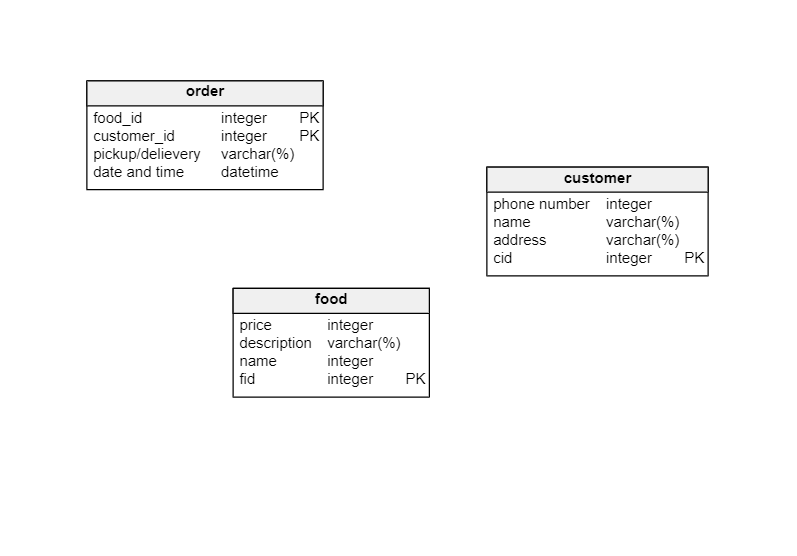 order
food_id integer PK
customer_id integer PK
pickup/delievery varchar(%)
date and time datetime
customer
phone number integer
name varchar(%)
address varchar(%)
cid integer PK
food
price integer
description varchar(%)
name integer
fid integer PK